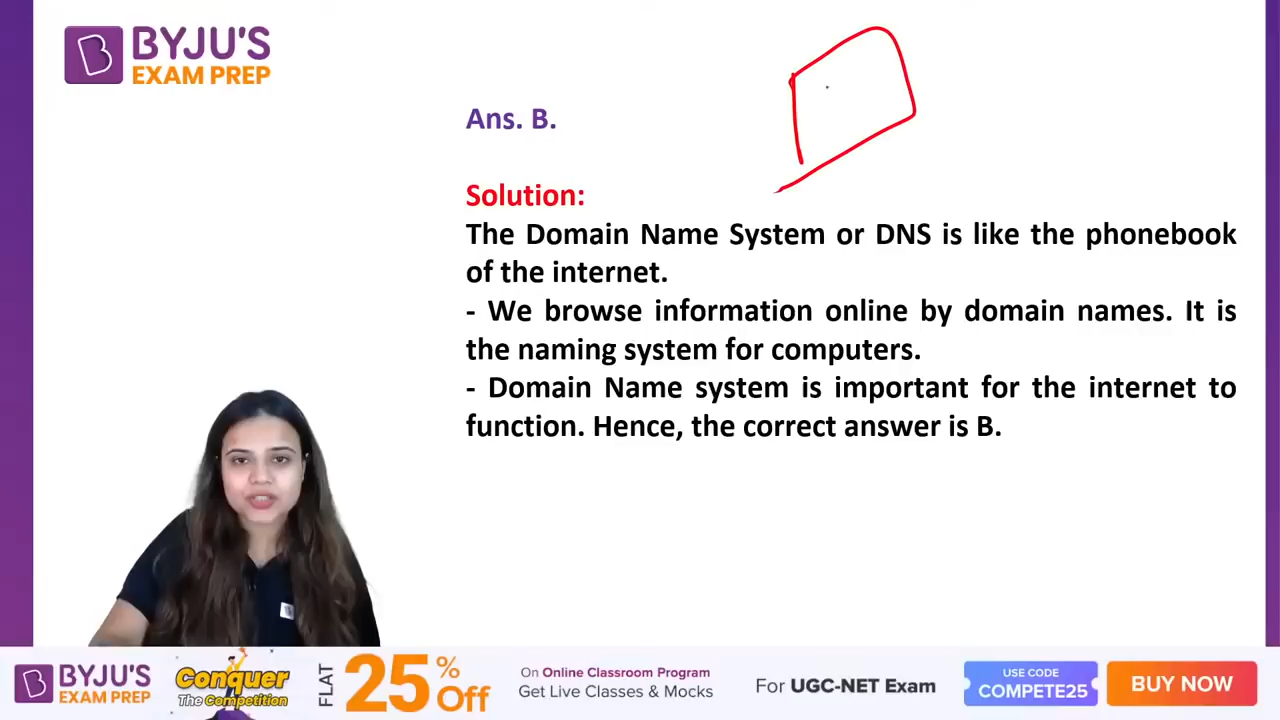 BYJU'S
EXAM PREP
Ans. B.
Solution:
The Domain Name System or DNS is like the phonebook
of the internet.
- We browse information online by domain names. It is
the naming system for computers.
- Domain Name system is important for the internet to
function. Hence, the correct answer is B.
BYJU'S
EXAM PREP
Conquer
The Competition
FLAT
25%
Off
On Online Classroom Program
Get Live Classes & Mocks
For UGC-NET Exam
USE CODE
COMPETE25
BUY NOW